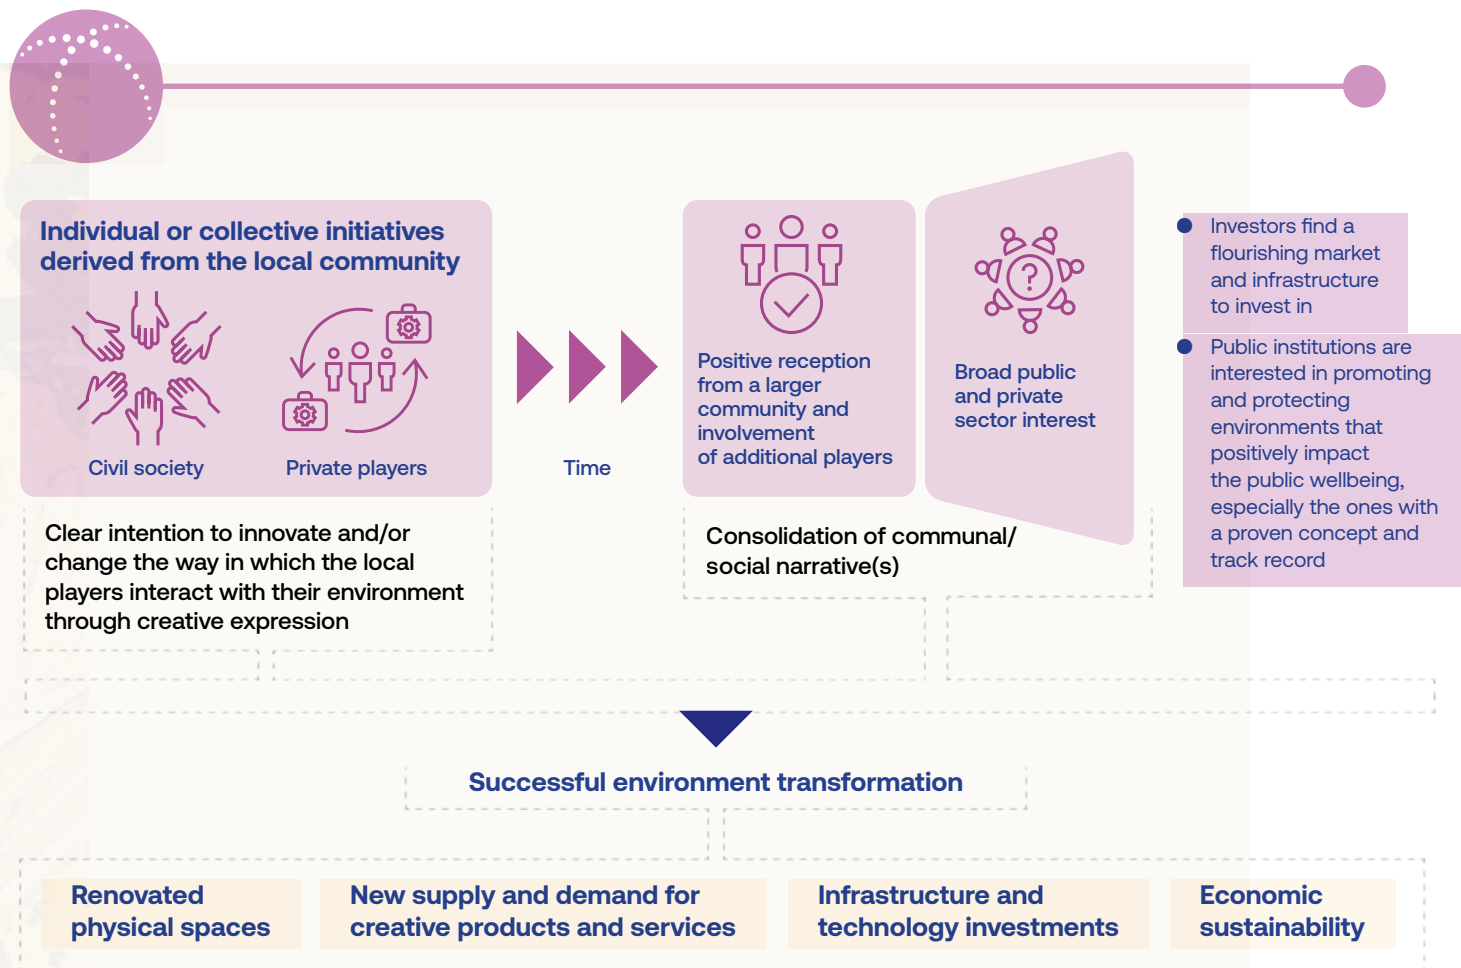 Individual or collective initiatives
derived from the local community
Civil society
Private players
Time
Positive reception
from a larger
community and
involvement
of additional players
?
Broad public
and private
sector interest
Investors find a
flourishing market
and infrastructure
to invest in
Public institutions are
interested in promoting
and protecting
environments that
positively impact
the public wellbeing,
especially the ones with
a proven concept and
track record
Clear intention to innovate and/or
change the way in which the local
players interact with their environment
through creative expression
Consolidation of communal/
social narrative(s)
Successful environment transformation
Renovated
physical spaces
New supply and demand for
creative products and services
Infrastructure and
technology investments
Economic
sustainability